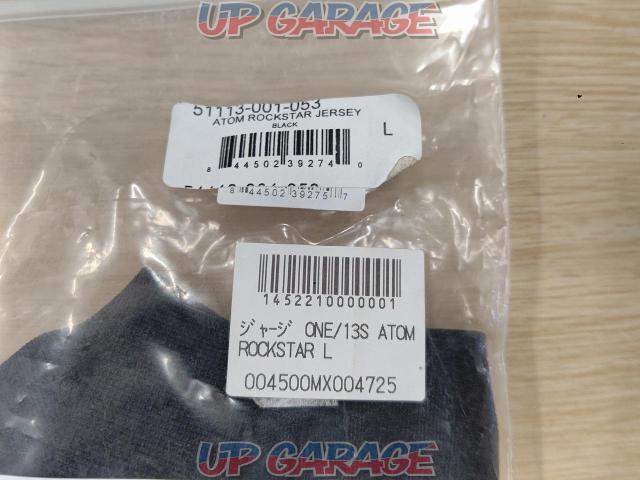 UP GARAGE
51113-001-053
ATOM ROCKSTAR JERSEY
BLACK
L
8 44502 39274 0
8 44502 39275 7
1452210000001
ジャージ ONE/13S ATOM
ROCKSTAR L
004500MX004725
UP GARAGE